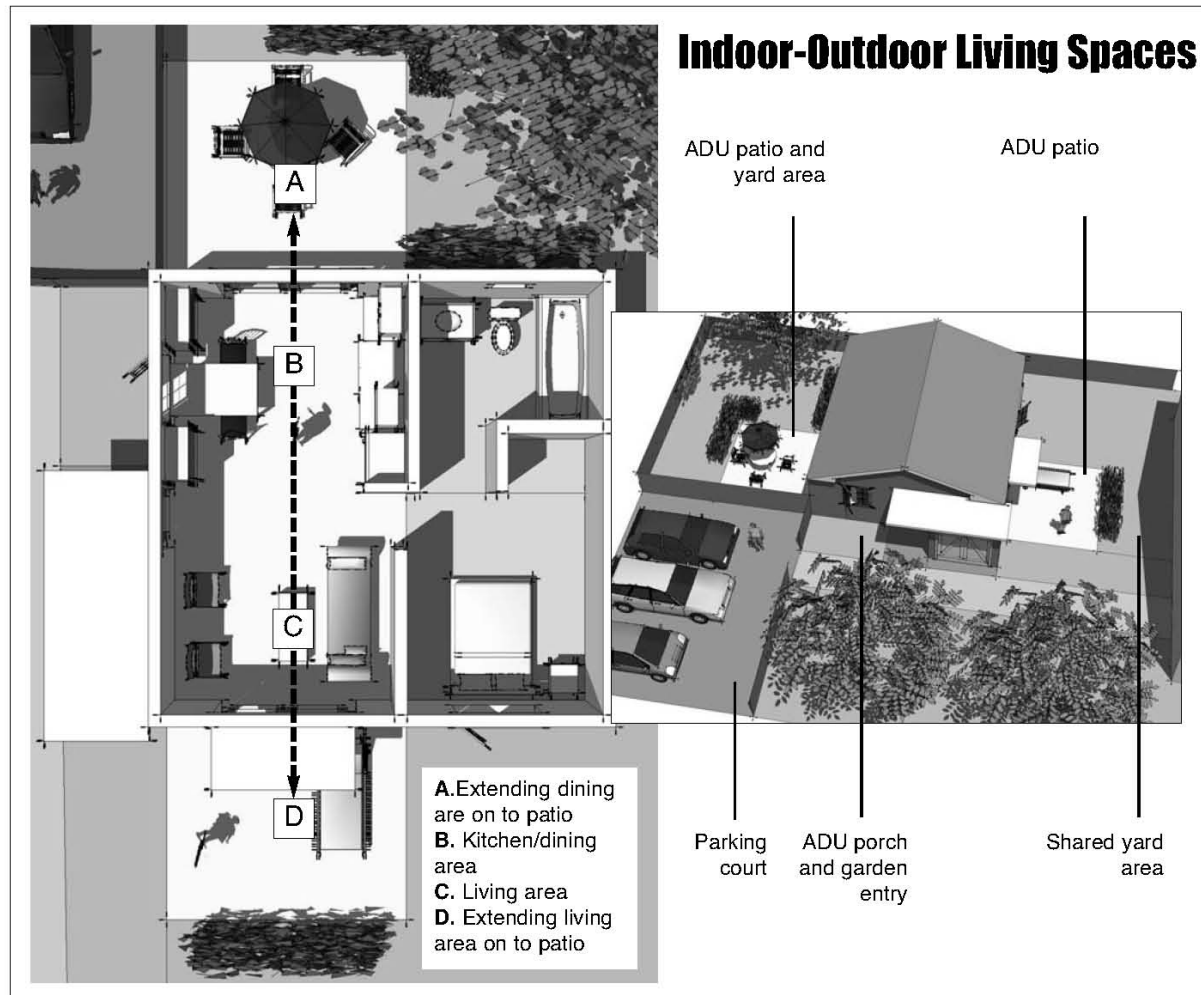 Indoor-Outdoor Living Spaces
ADU patio and
yard area
ADU patio
A
B
C
D
A.Extending dining
are on to patio
B. Kitchen/dining
area
C. Living area
D. Extending living
area on to patio
Parking
court
ADU porch
and garden
entry
Shared yard
area